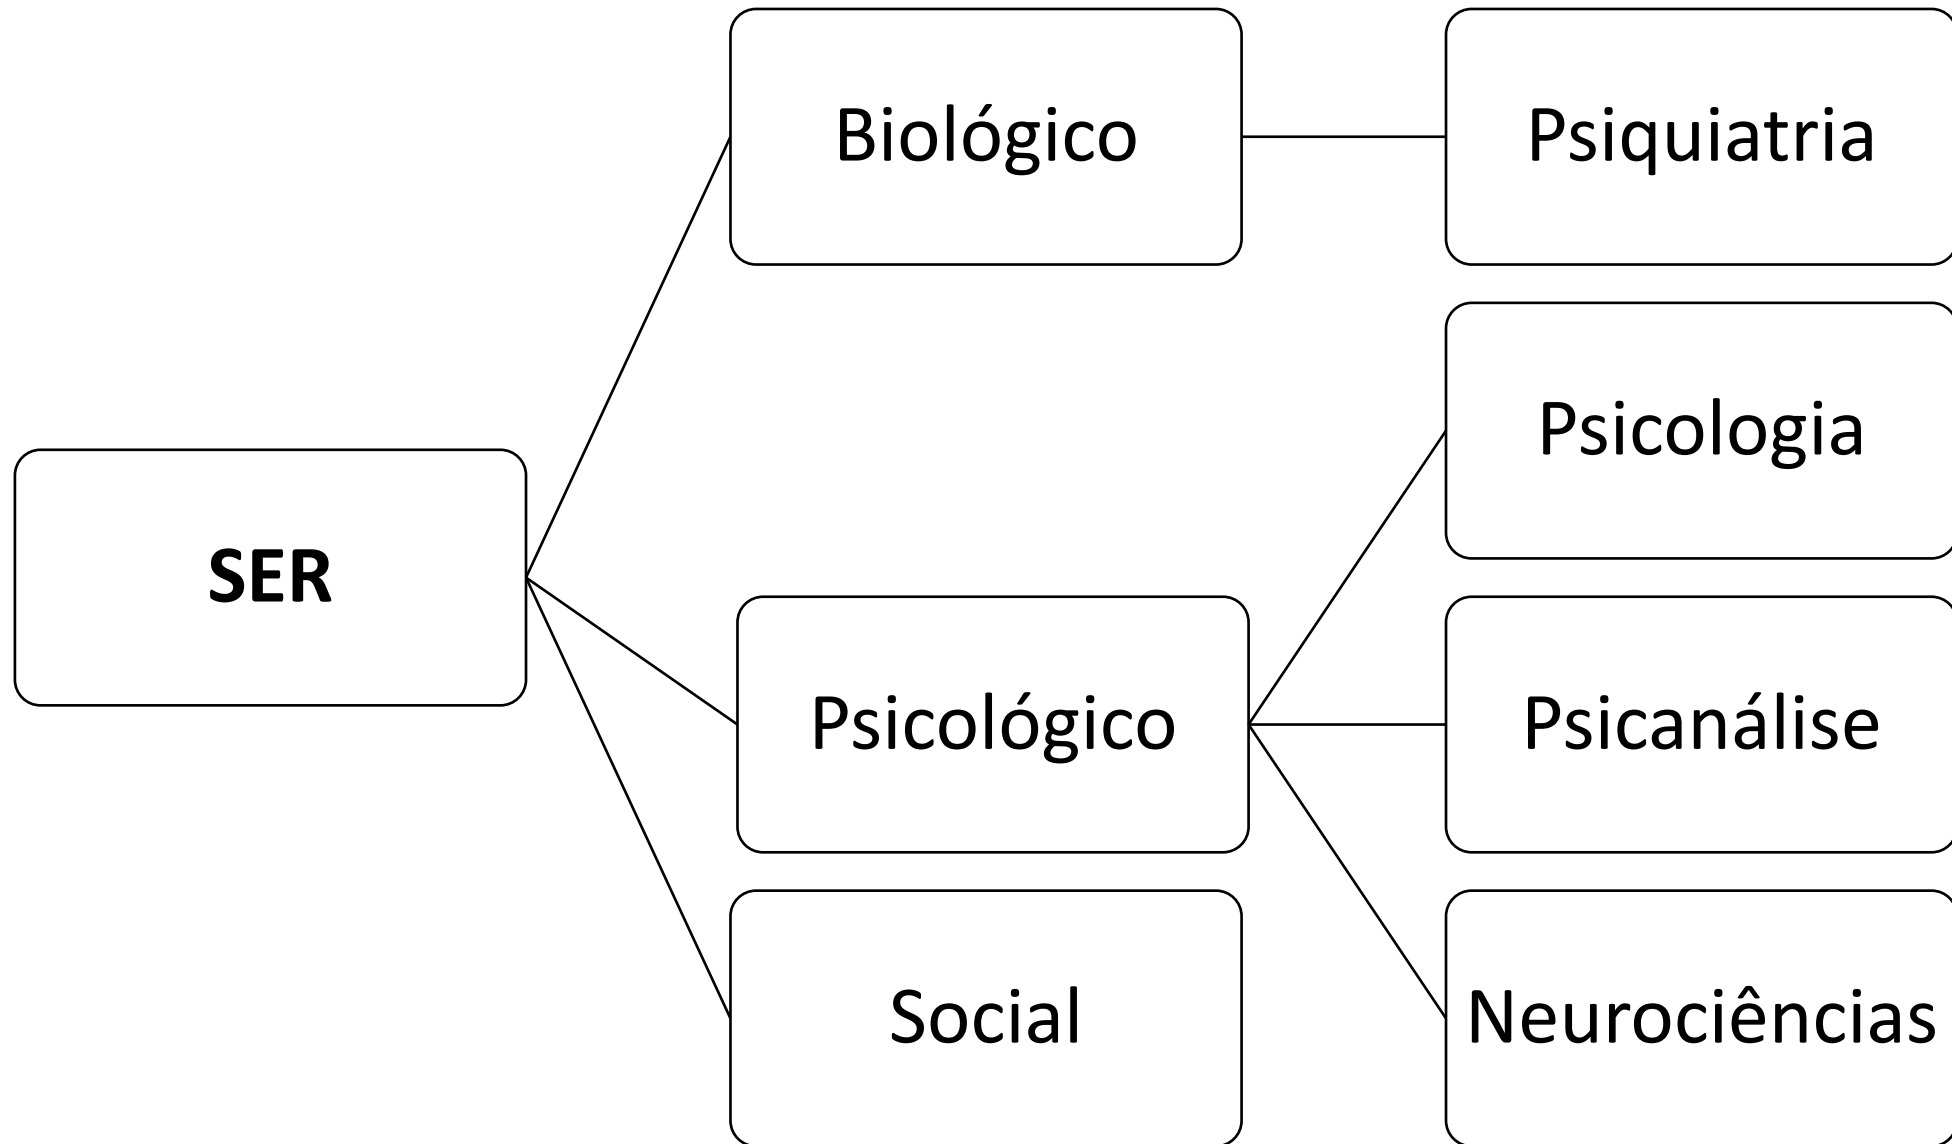 SER
Biológico
Psiquiatria
Psicológico
Psicologia
Psicanálise
Neurociências
Social